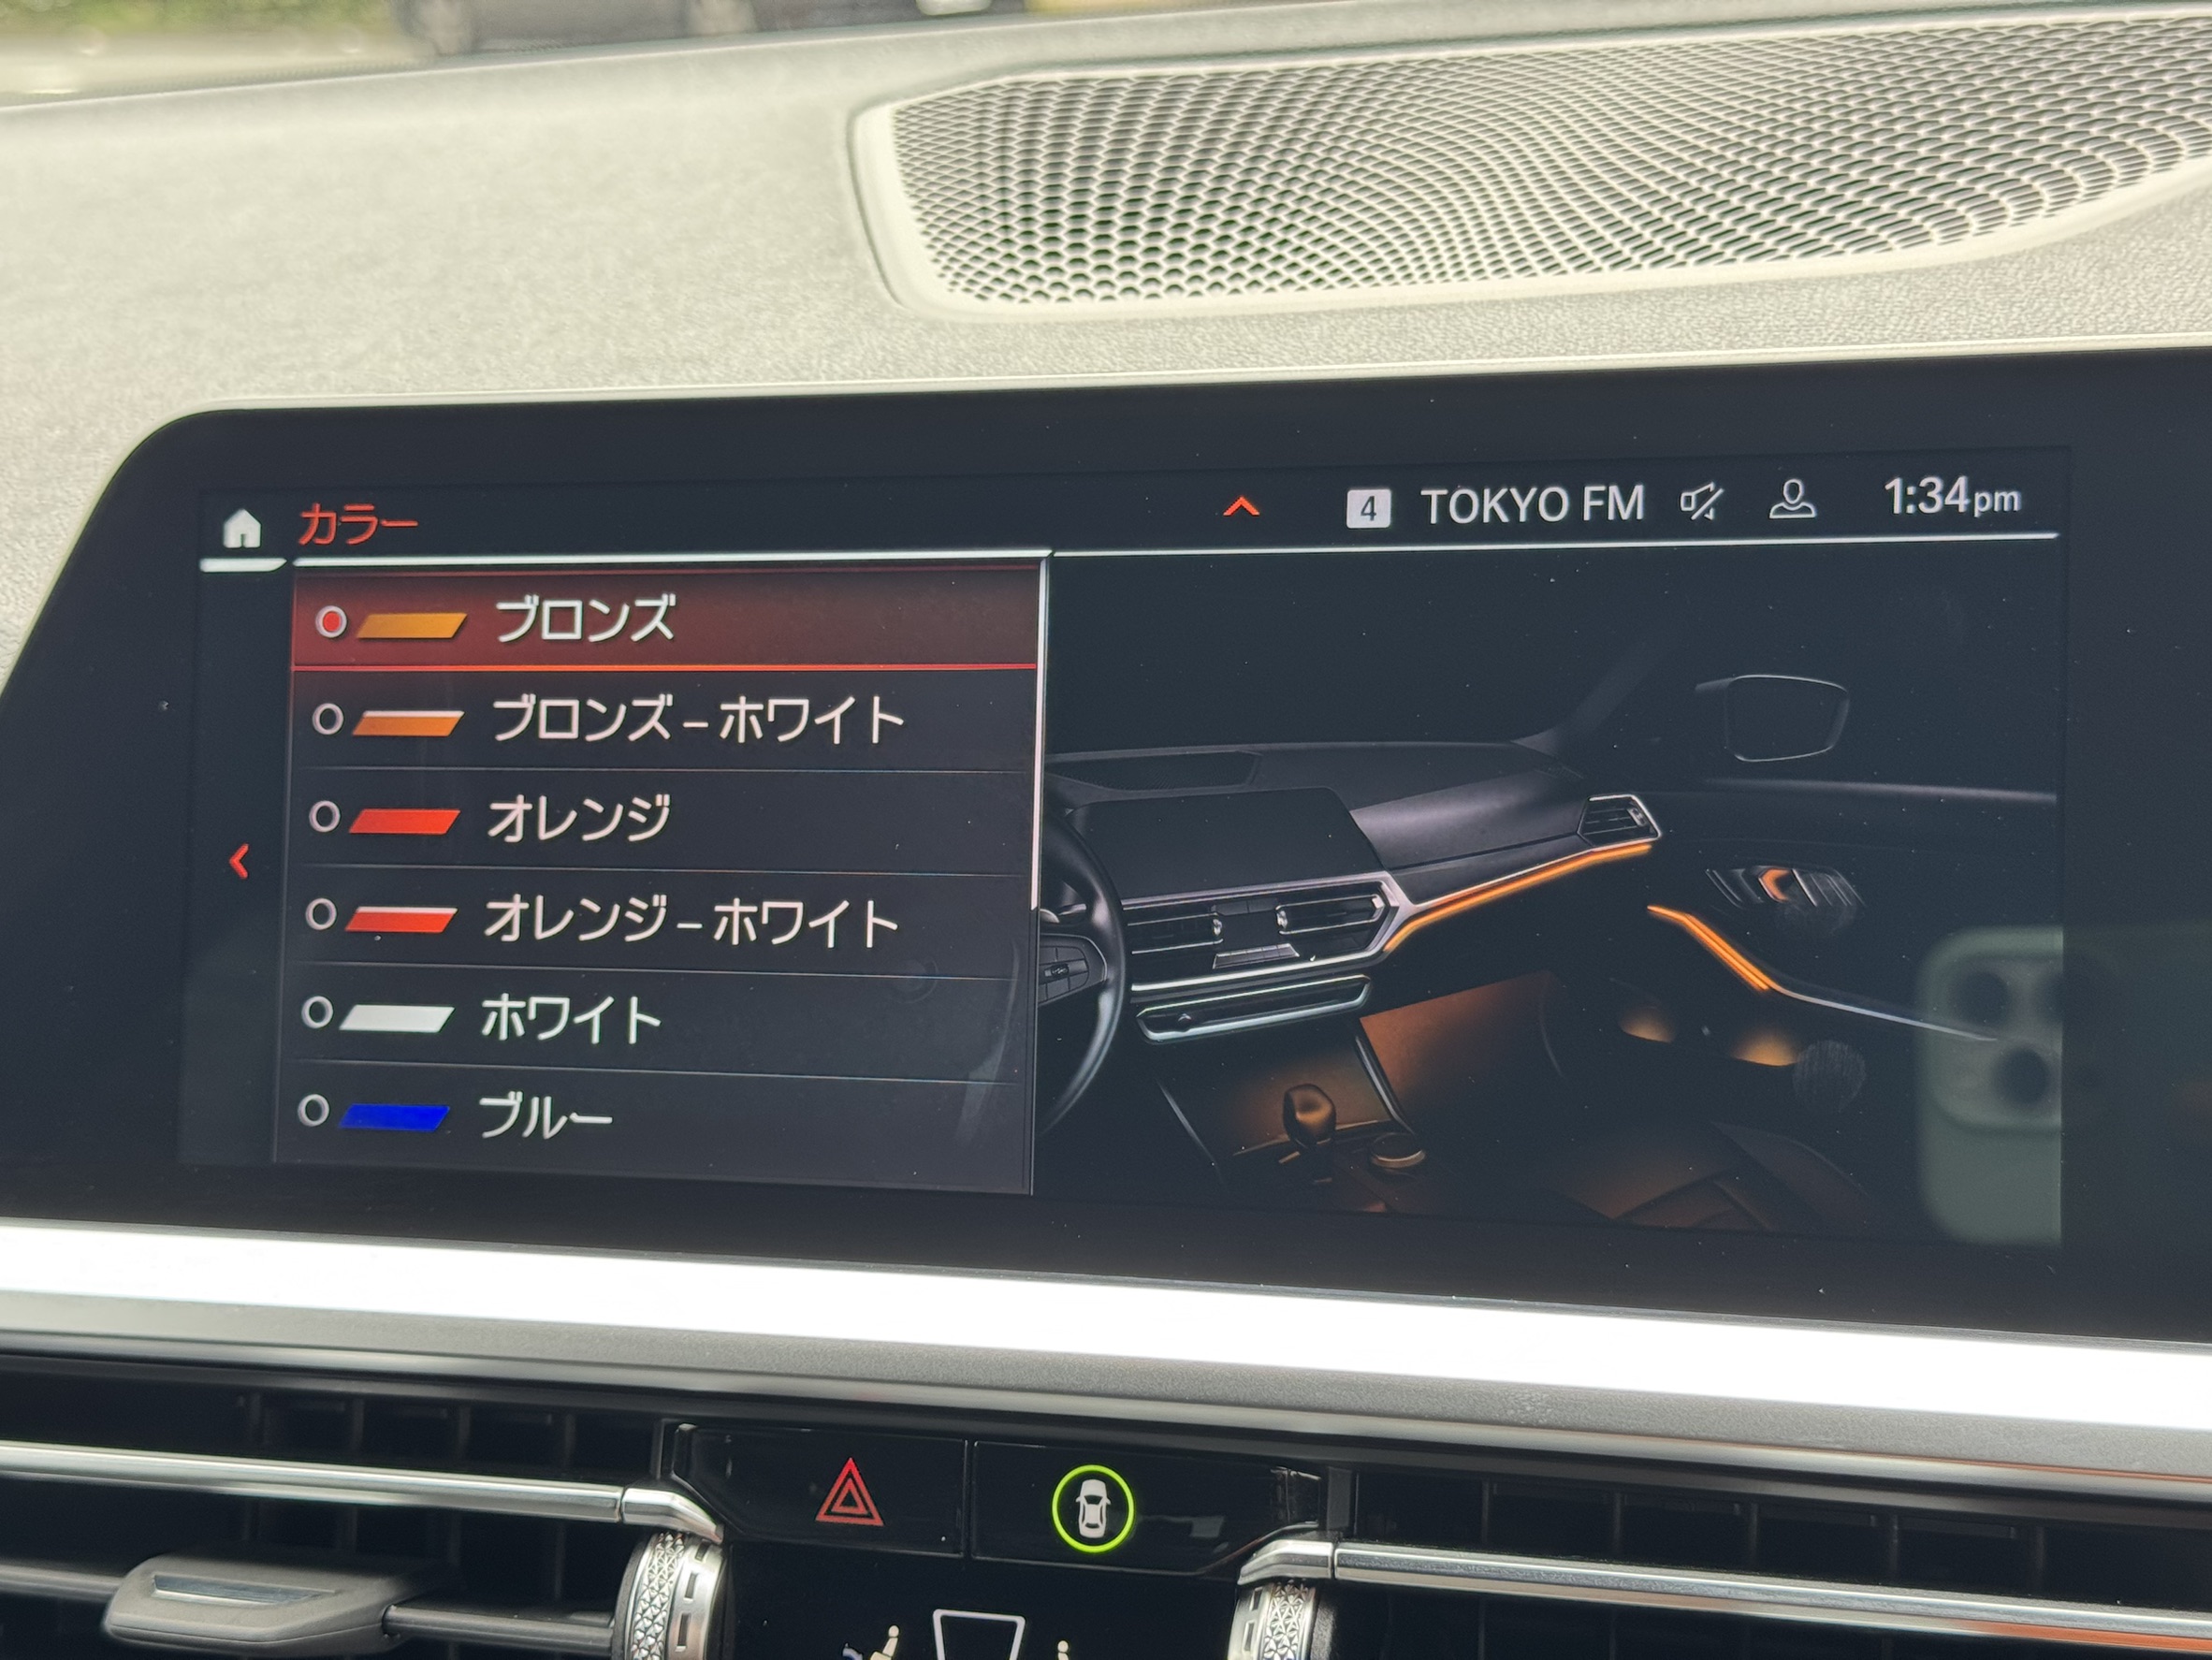 カラー
4 TOKYO FM 1:34pm
ブロンズ
ブロンズ–ホワイト
オレンジ
オレンジ–ホワイト
ホワイト
ブルー